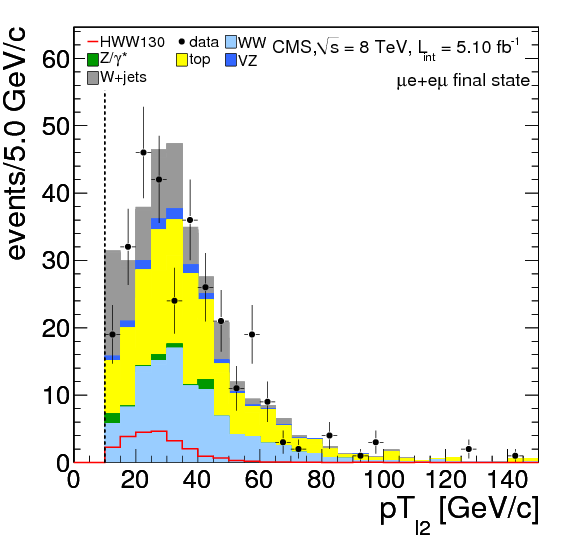 HWW130 data WW CMS,√s = 8 TeV, L_int = 5.10 fb⁻¹
Z/γ* top VZ
W+jets
μe+eμ final state
events/5.0 GeV/c
60
50
40
30
20
10
0
0 20 40 60 80 100 120 140
pT_l2 [GeV/c]